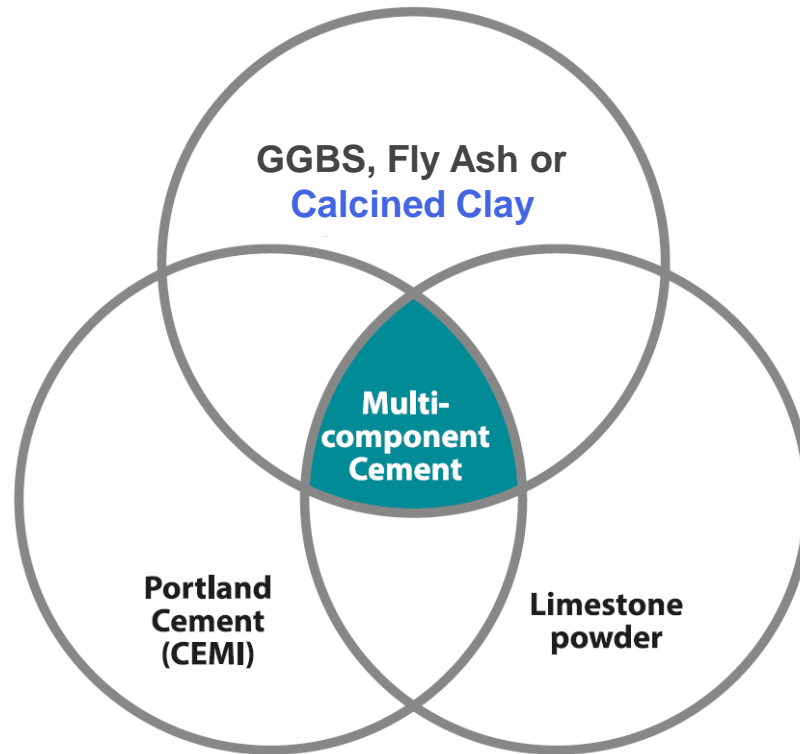 GGBS, Fly Ash or
Calcined Clay
Multi-
component
Cement
Portland
Cement
(CEMI)
Limestone
powder